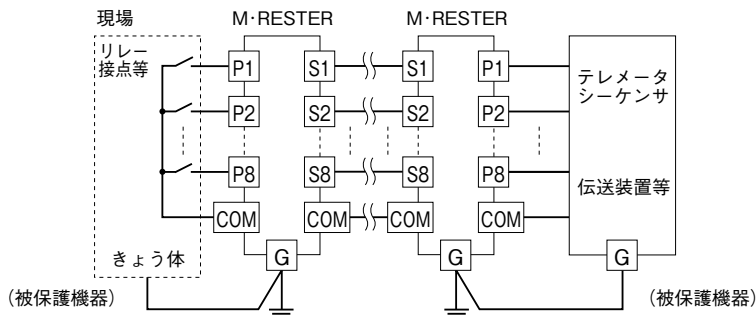 現場
M·RESTER
M·RESTER
リレー
接点等
P1
S1
S1
P1
テレメータ
シーケンサ
P2
S2
S2
P2
P8
S8
S8
P8
伝送装置等
COM
COM
COM
COM
きょう体
G
G
G
（被保護機器）
（被保護機器）